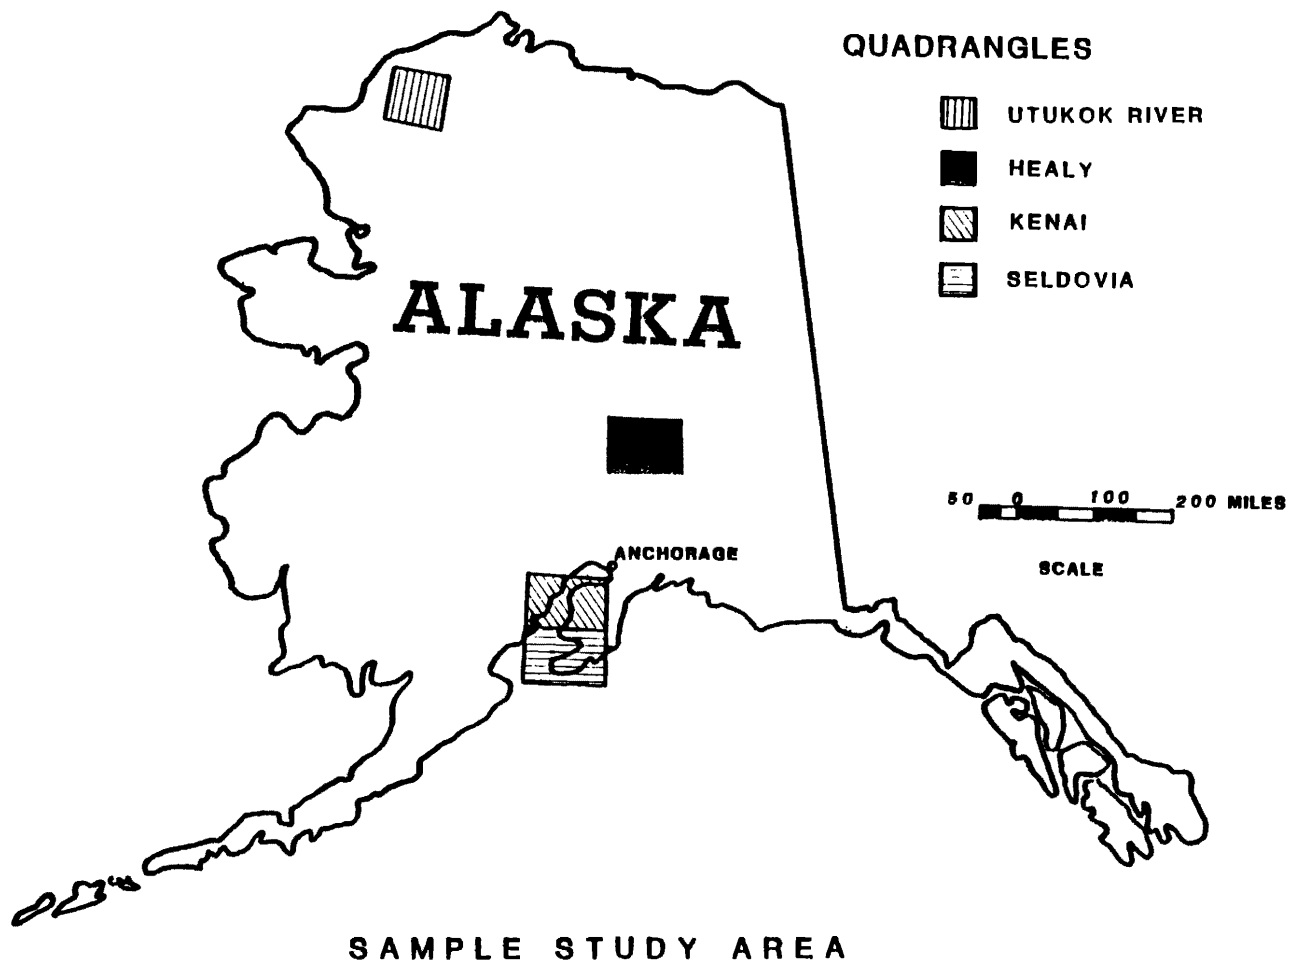 QUADRANGLES
UTUKOK RIVER
HEALY
KENAI
SELDOVIA
ALASKA
50 0 100 200 MILES
SCALE
ANCHORAGE
SAMPLE STUDY AREA